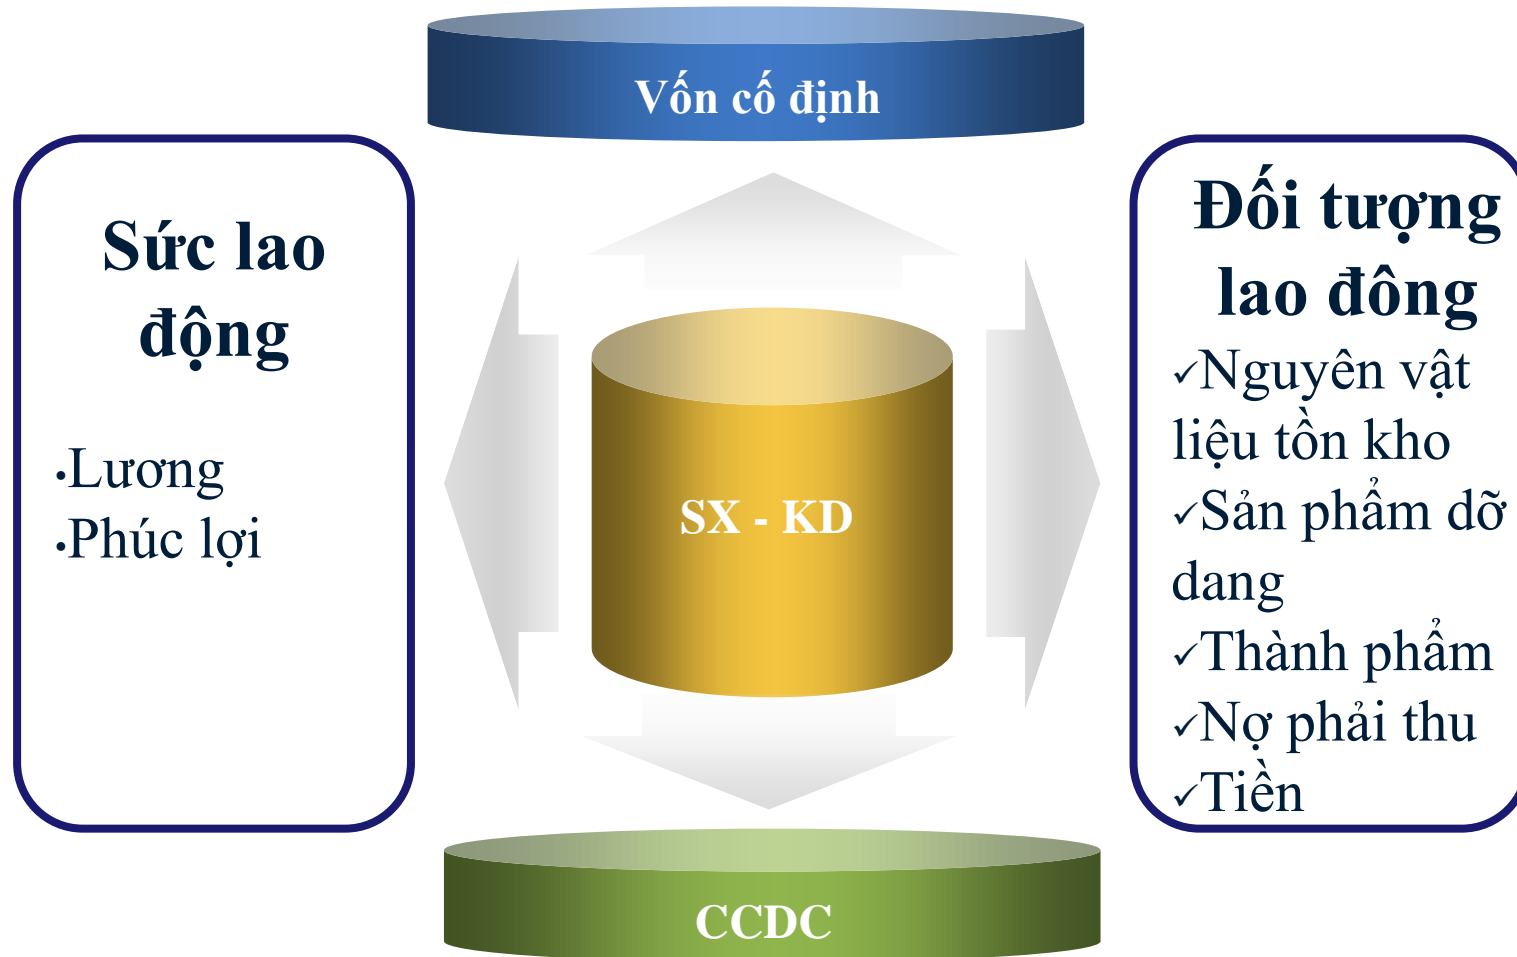 Vốn cố định
Sức lao
động
•Lương
•Phúc lợi
SX - KD
Đối tượng
lao đông
✓Nguyên vật
liệu tồn kho
✓Sản phẩm dỡ
dang
✓Thành phẩm
✓Nợ phải thu
✓Tiền
CCDC